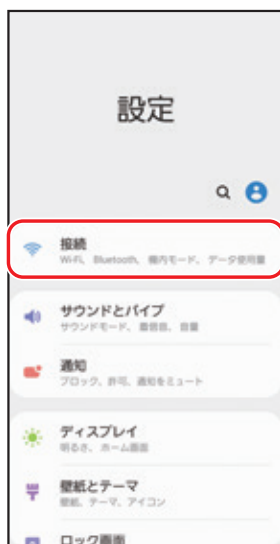 設定
接続
Wi-Fi、Bluetooth、機内モード、データ使用量
サウンドとバイブ
サウンドモード、着信音、音量
通知
ブロック、許可、通知をミュート
ディスプレイ
明るさ、ホーム画面
壁紙とテーマ
壁紙、テーマ、アイコン
ロック画面